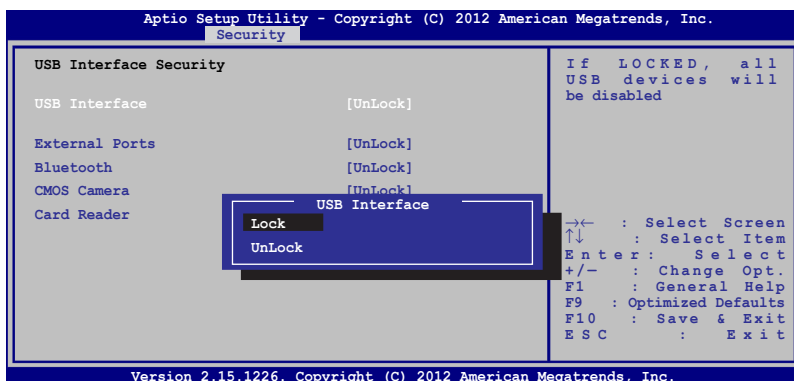 Aptio Setup Utility - Copyright (C) 2012 American Megatrends, Inc.
Security
USB Interface Security
USB Interface [UnLock]
External Ports [UnLock]
Bluetooth [UnLock]
CMOS Camera [UnLock]
Card Reader
USB Interface
Lock
UnLock
If LOCKED, all
USB devices will
be disabled
→← : Select Screen
↑↓ : Select Item
Enter: Select
+/— : Change Opt.
F1 : General Help
F9 : Optimized Defaults
F10 : Save & Exit
ESC : Exit
Version 2.15.1226. Copyright (C) 2012 American Megatrends, Inc.